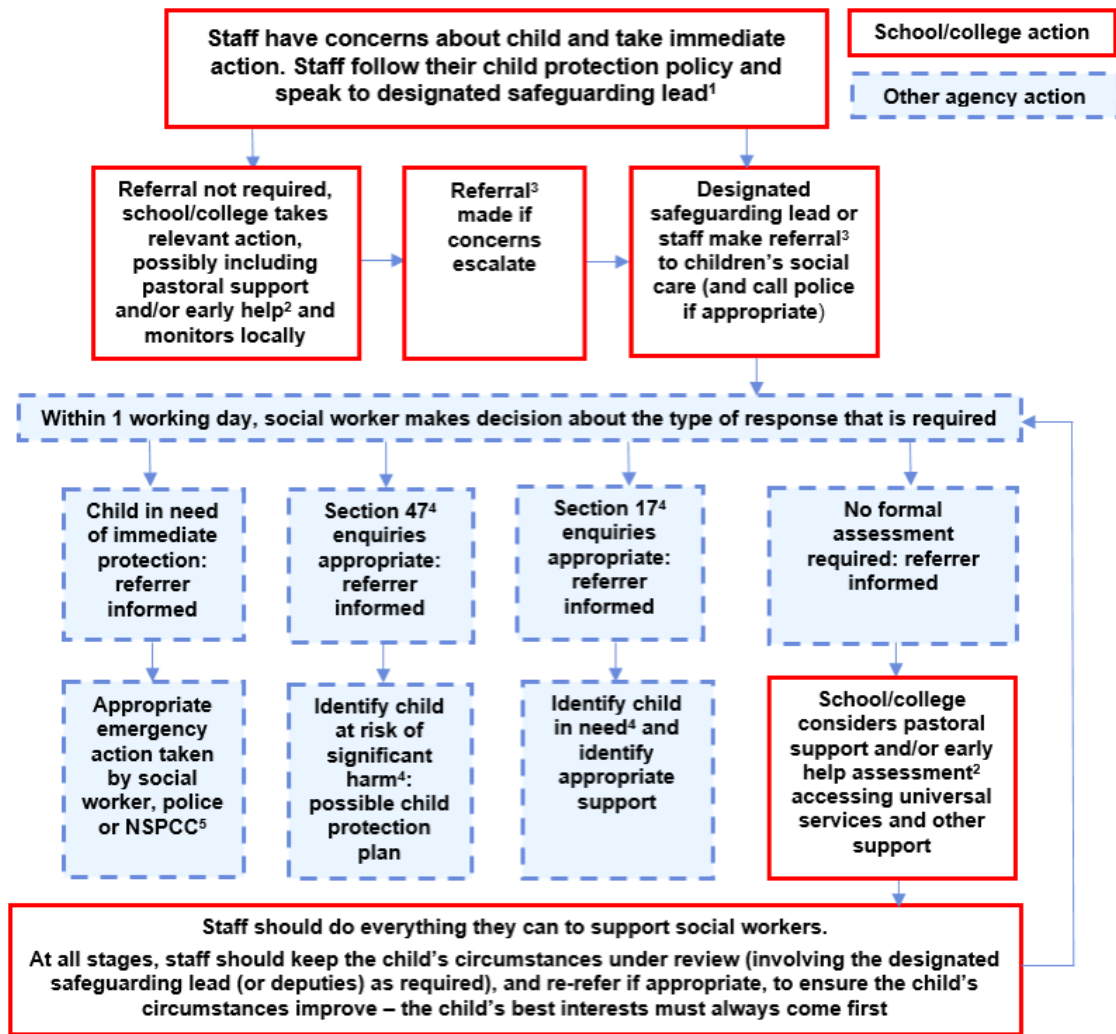 Staff have concerns about child and take immediate
action. Staff follow their child protection policy and
speak to designated safeguarding lead¹
School/college action
Other agency action
Referral not required,
school/college takes
relevant action,
possibly including
pastoral support
and/or early help² and
monitors locally
Referral³
made if
concerns
escalate
Designated
safeguarding lead or
staff make referral³
to children’s social
care (and call police
if appropriate)
Within 1 working day, social worker makes decision about the type of response that is required
Child in need
of immediate
protection:
referrer
informed
Section 47⁴
enquiries
appropriate:
referrer
informed
Section 17⁴
enquiries
appropriate:
referrer
informed
No formal
assessment
required: referrer
informed
Appropriate
emergency
action taken
by social
worker, police
or NSPCC⁵
Identify child
at risk of
significant
harm⁴:
possible child
protection
plan
Identify child
in need⁴ and
identify
appropriate
support
School/college
considers pastoral
support and/or early
help assessment²
accessing universal
services and other
support
Staff should do everything they can to support social workers.
At all stages, staff should keep the child’s circumstances under review (involving the designated
safeguarding lead (or deputies) as required), and re-refer if appropriate, to ensure the child’s
circumstances improve – the child’s best interests must always come first